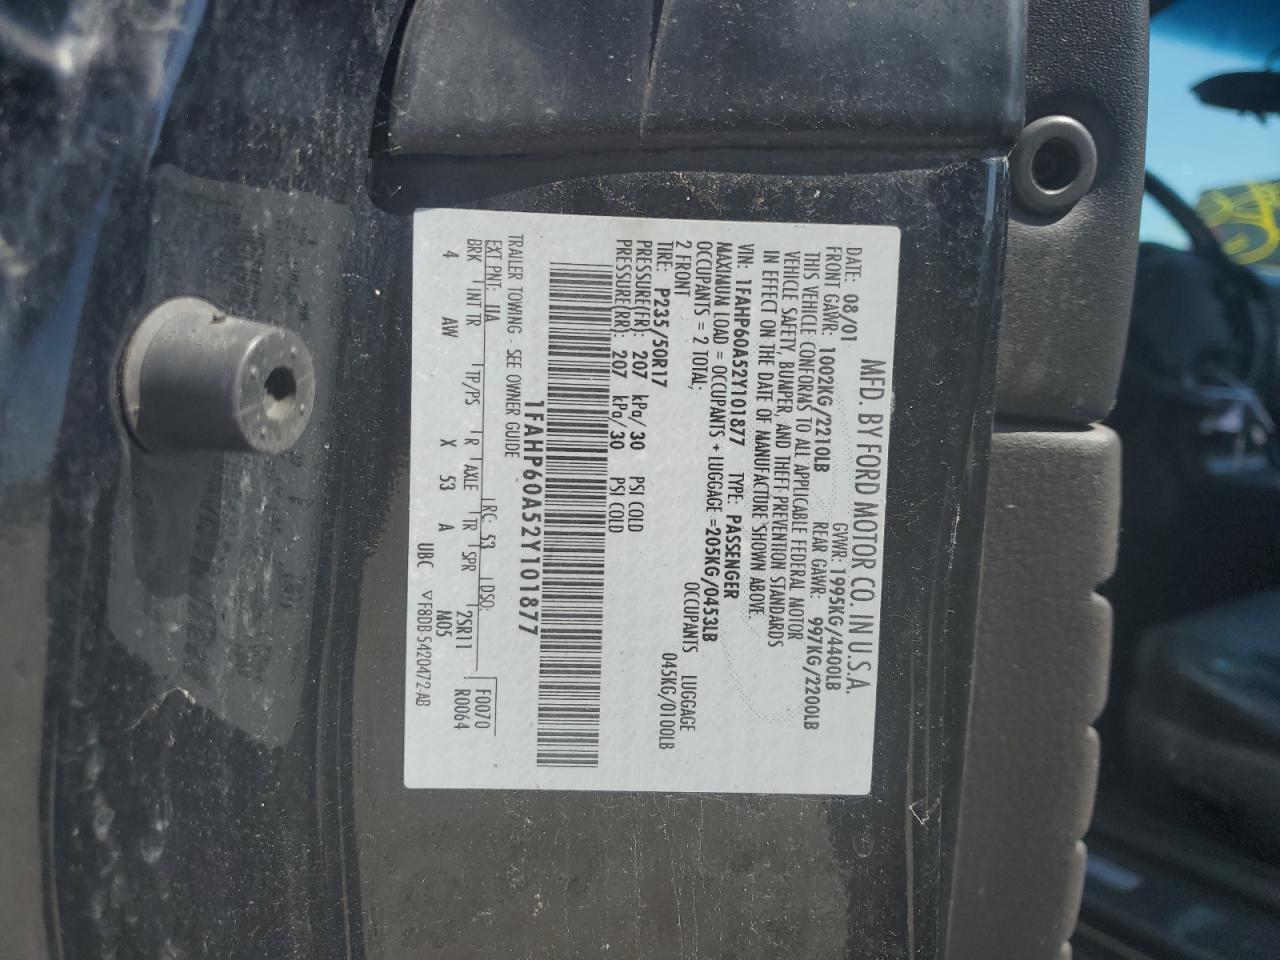 MFD. BY FORD MOTOR CO. IN U.S.A.
DATE: 08/01 GVWR: 1995KG/4400LB
FRONT GAWR: 1002KG/2210LB REAR GAWR: 997KG/2200LB
THIS VEHICLE CONFORMS TO ALL APPLICABLE FEDERAL MOTOR
VEHICLE SAFETY, BUMPER, AND THEFT PREVENTION STANDARDS
IN EFFECT ON THE DATE OF MANUFACTURE SHOWN ABOVE
VIN: 1FAHP60A52Y101877 TYPE: PASSENGER
MAXIMUM LOAD = OCCUPANTS + LUGGAGE = 205KG/0453LB
OCCUPANTS = 2 TOTAL; OCCUPANTS LUGGAGE
2 FRONT 045KG/0100LB
TIRE: P235/50R17
PRESSURE(FR): 207 kPa/30 PSI COLD
PRESSURE(RR): 207 kPa/30 PSI COLD
1FAHP60A52Y101877
TRAILER TOWING - SEE OWNER GUIDE
EXT PNT: UA RC: 53 DSO: F0070
BRK INT TR TP/PS R AXLE TR SPR 2SR11 R0064
4 AW X 53 A M05
UBC ▽F8DB 5420472 AB